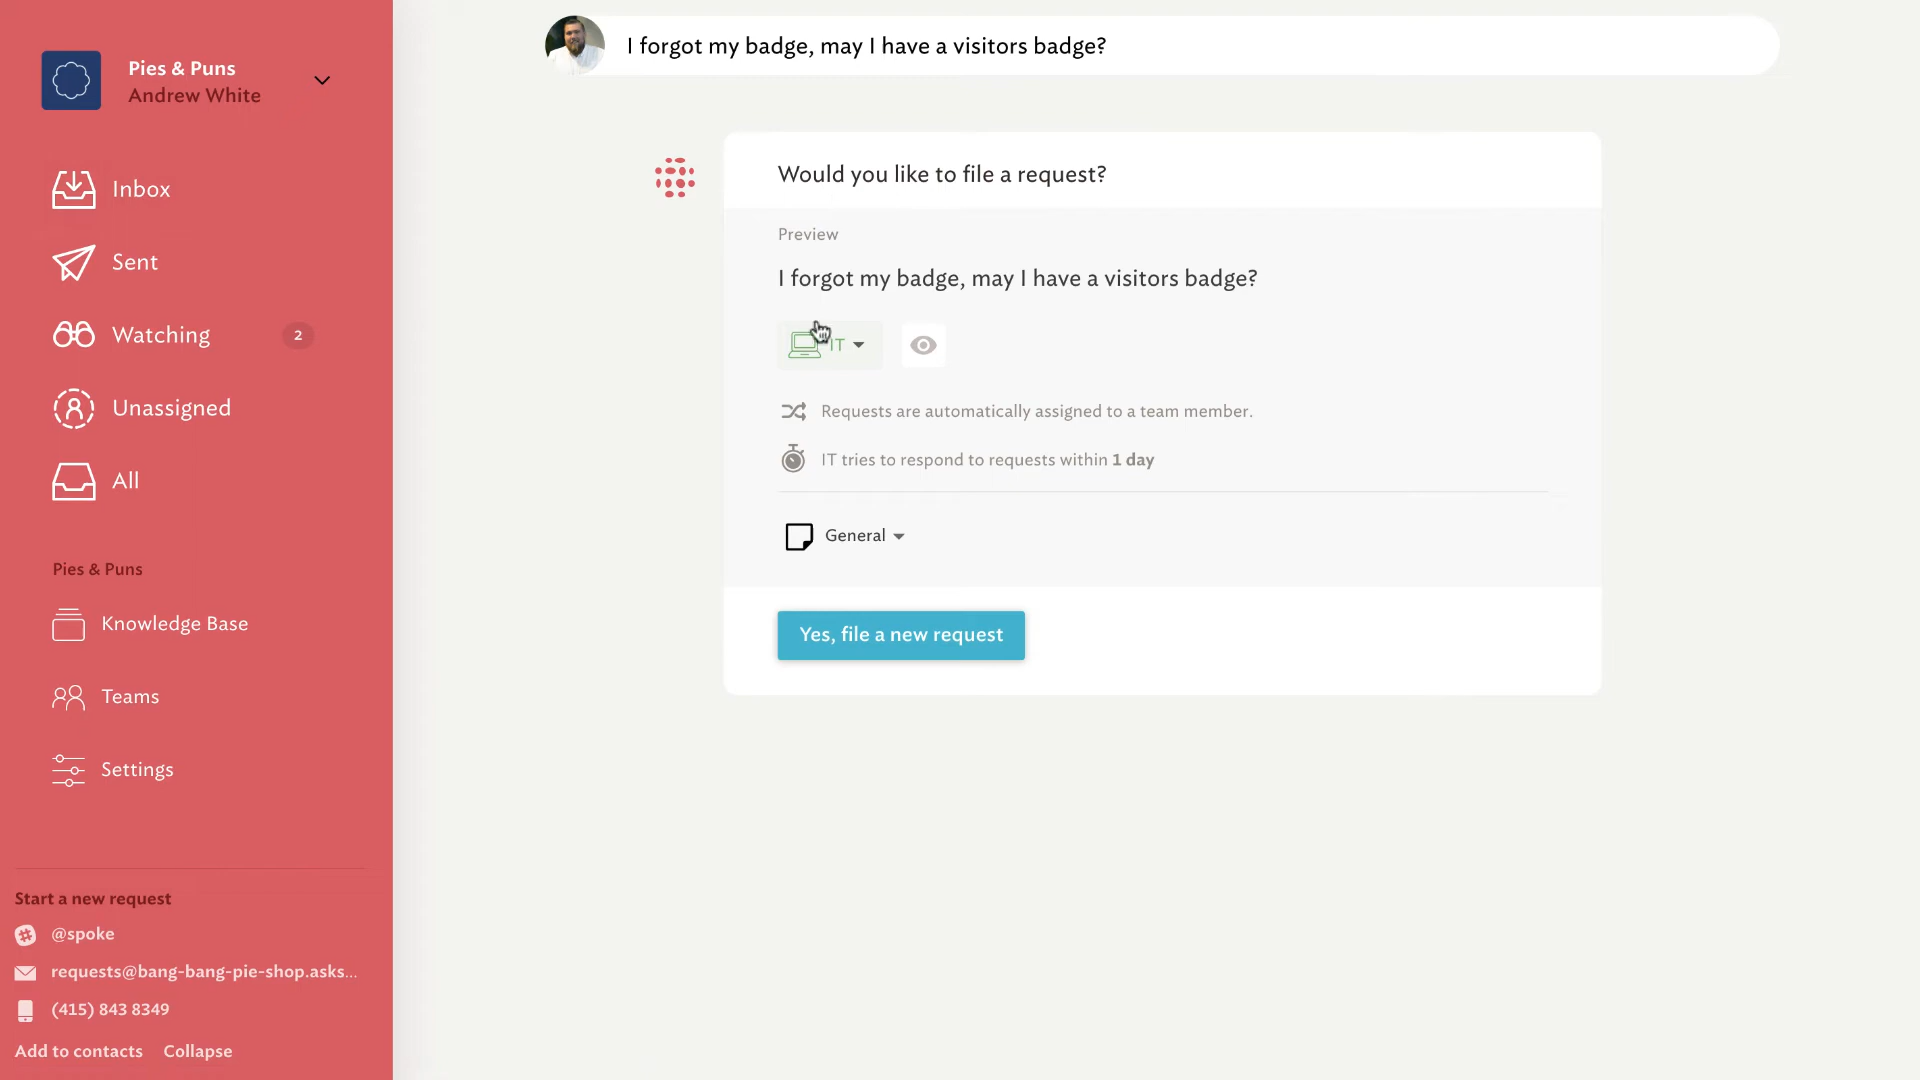 Pies & Puns
Andrew White
Inbox
Sent
Watching
2
Unassigned
All
Pies & Puns
Knowledge Base
Teams
Settings
Start a new request
@spoke
requests@bang-bang-pie-shop.asks...
(415) 843 8349
Add to contacts Collapse
I forgot my badge, may I have a visitors badge?
Would you like to file a request?
Preview
I forgot my badge, may I have a visitors badge?
IT
Requests are automatically assigned to a team member.
IT tries to respond to requests within 1 day
General
Yes, file a new request